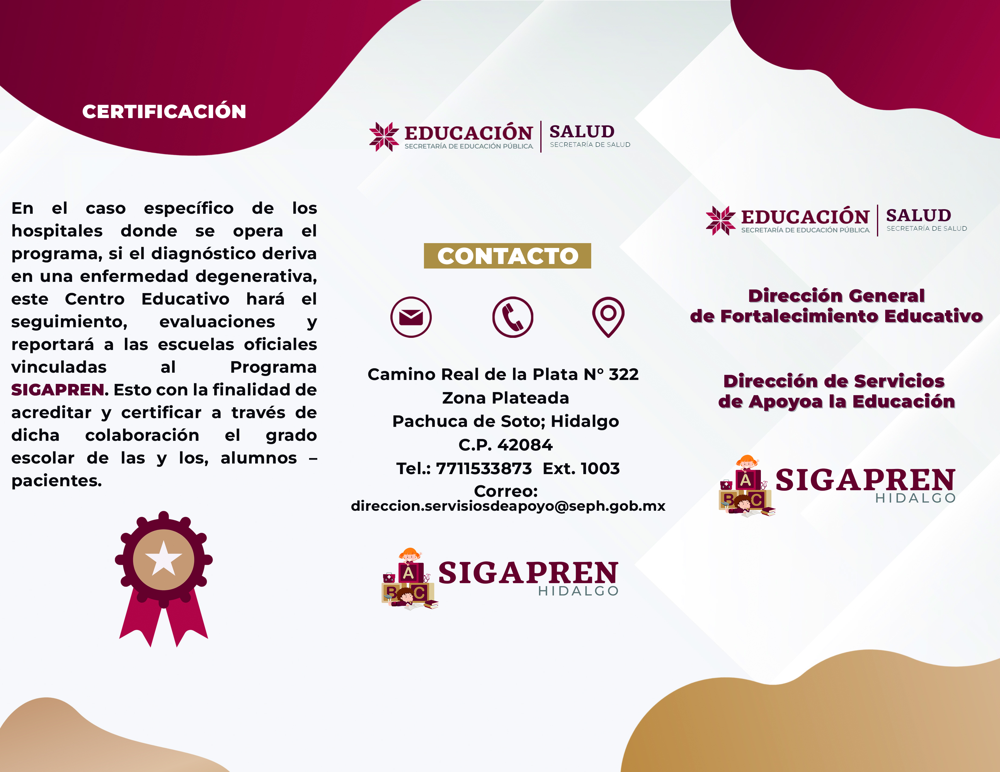 CERTIFICACIÓN
En el caso específico de los
hospitales donde se opera el
programa, si el diagnóstico deriva
en una enfermedad degenerativa,
este Centro Educativo hará el
seguimiento, evaluaciones y
reportará a las escuelas oficiales
vinculadas al Programa
SIGAPREN. Esto con la finalidad de
acreditar y certificar a través de
dicha colaboración el grado
escolar de las y los, alumnos –
pacientes.
EDUCACIÓN
SECRETARÍA DE EDUCACIÓN PÚBLICA
SALUD
SECRETARÍA DE SALUD
CONTACTO
Camino Real de la Plata N° 322
Zona Plateada
Pachuca de Soto; Hidalgo
C.P. 42084
Tel.: 7711533873 Ext. 1003
Correo:
direccion.servisiosdeapoyo@seph.gob.mx
A
B C
SIGAPREN
HIDALGO
EDUCACIÓN
SECRETARÍA DE EDUCACIÓN PÚBLICA
SALUD
SECRETARÍA DE SALUD
Dirección General
de Fortalecimiento Educativo
Dirección de Servicios
de Apoyoa la Educación
A
B C
SIGAPREN
HIDALGO